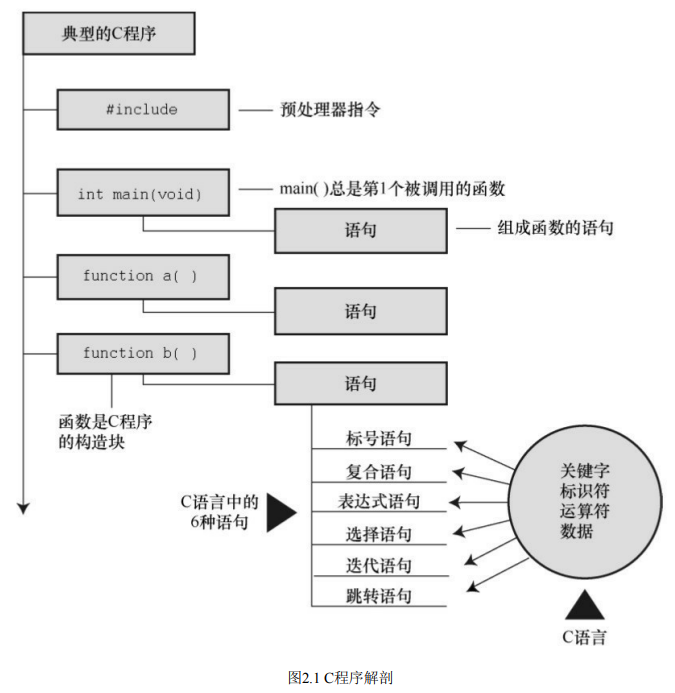 典型的C程序
#include
预处理器指令
int main(void)
main( )总是第1个被调用的函数
语句
组成函数的语句
function a( )
语句
function b( )
语句
函数是C程序
的构造块
标号语句
复合语句
表达式语句
选择语句
迭代语句
跳转语句
C语言中的
6种语句
关键字
标识符
运算符
数据
C语言
图2.1 C程序解剖